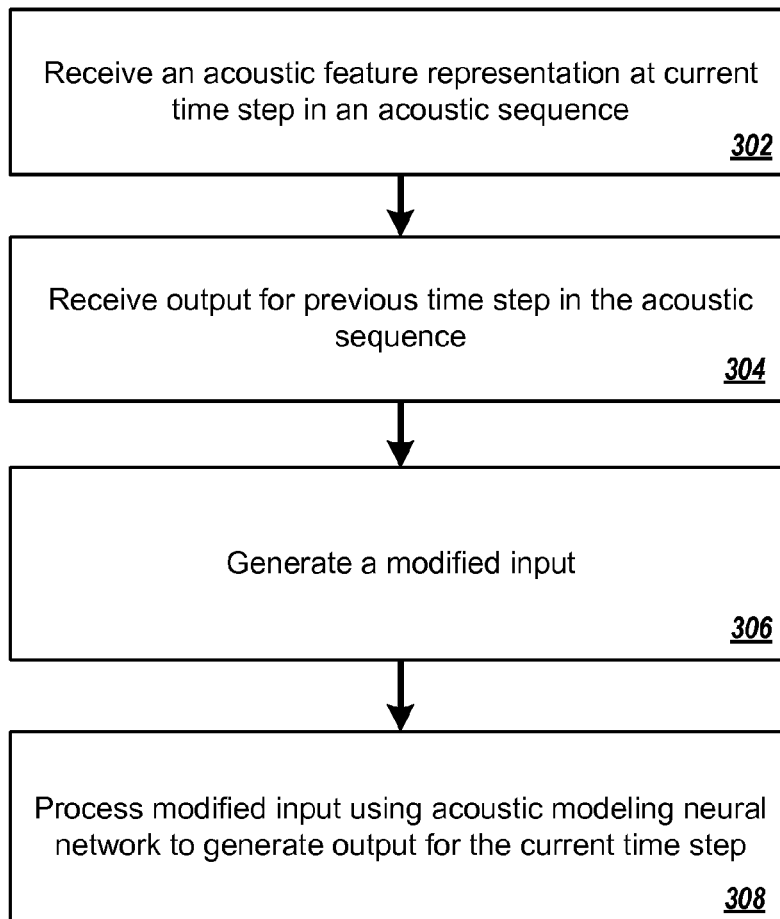 Receive an acoustic feature representation at current
time step in an acoustic sequence
302
Receive output for previous time step in the acoustic
sequence
304
Generate a modified input
306
Process modified input using acoustic modeling neural
network to generate output for the current time step
308